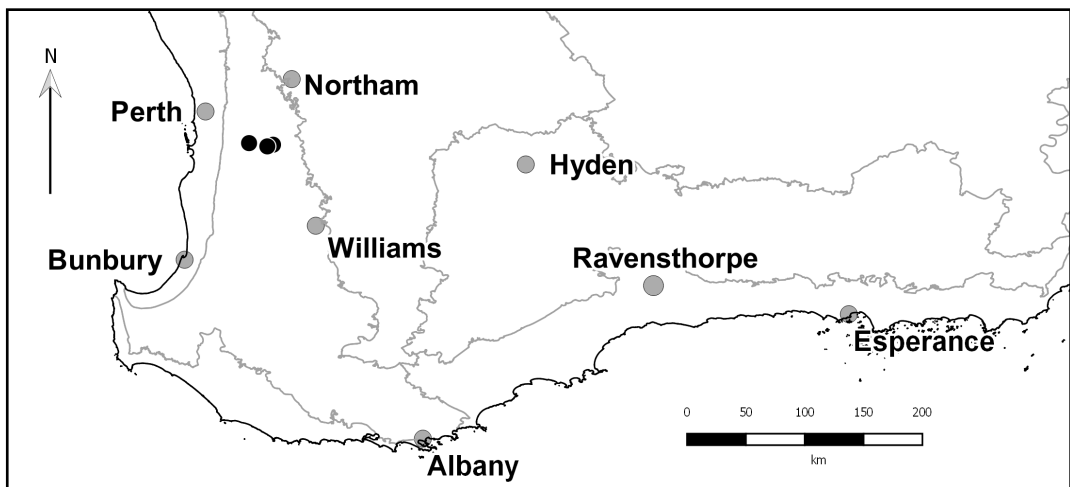 N
Northam
Perth
Hyden
Williams
Bunbury
Ravensthorpe
Esperance
0 50 100 150 200
km
Albany